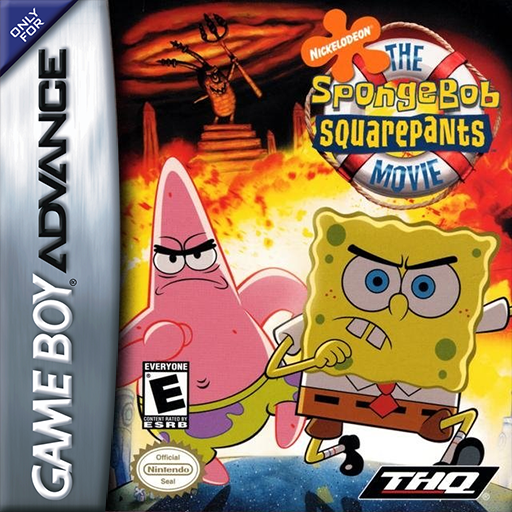 ONLY
FOR
GAME BOY ADVANCE
NICKELODEON
THE
SpongeBob
SQUAREPANTS
MOVIE
EVERYONE
E
CONTENT RATED BY
ESRB
Official
Nintendo
Seal
THQ